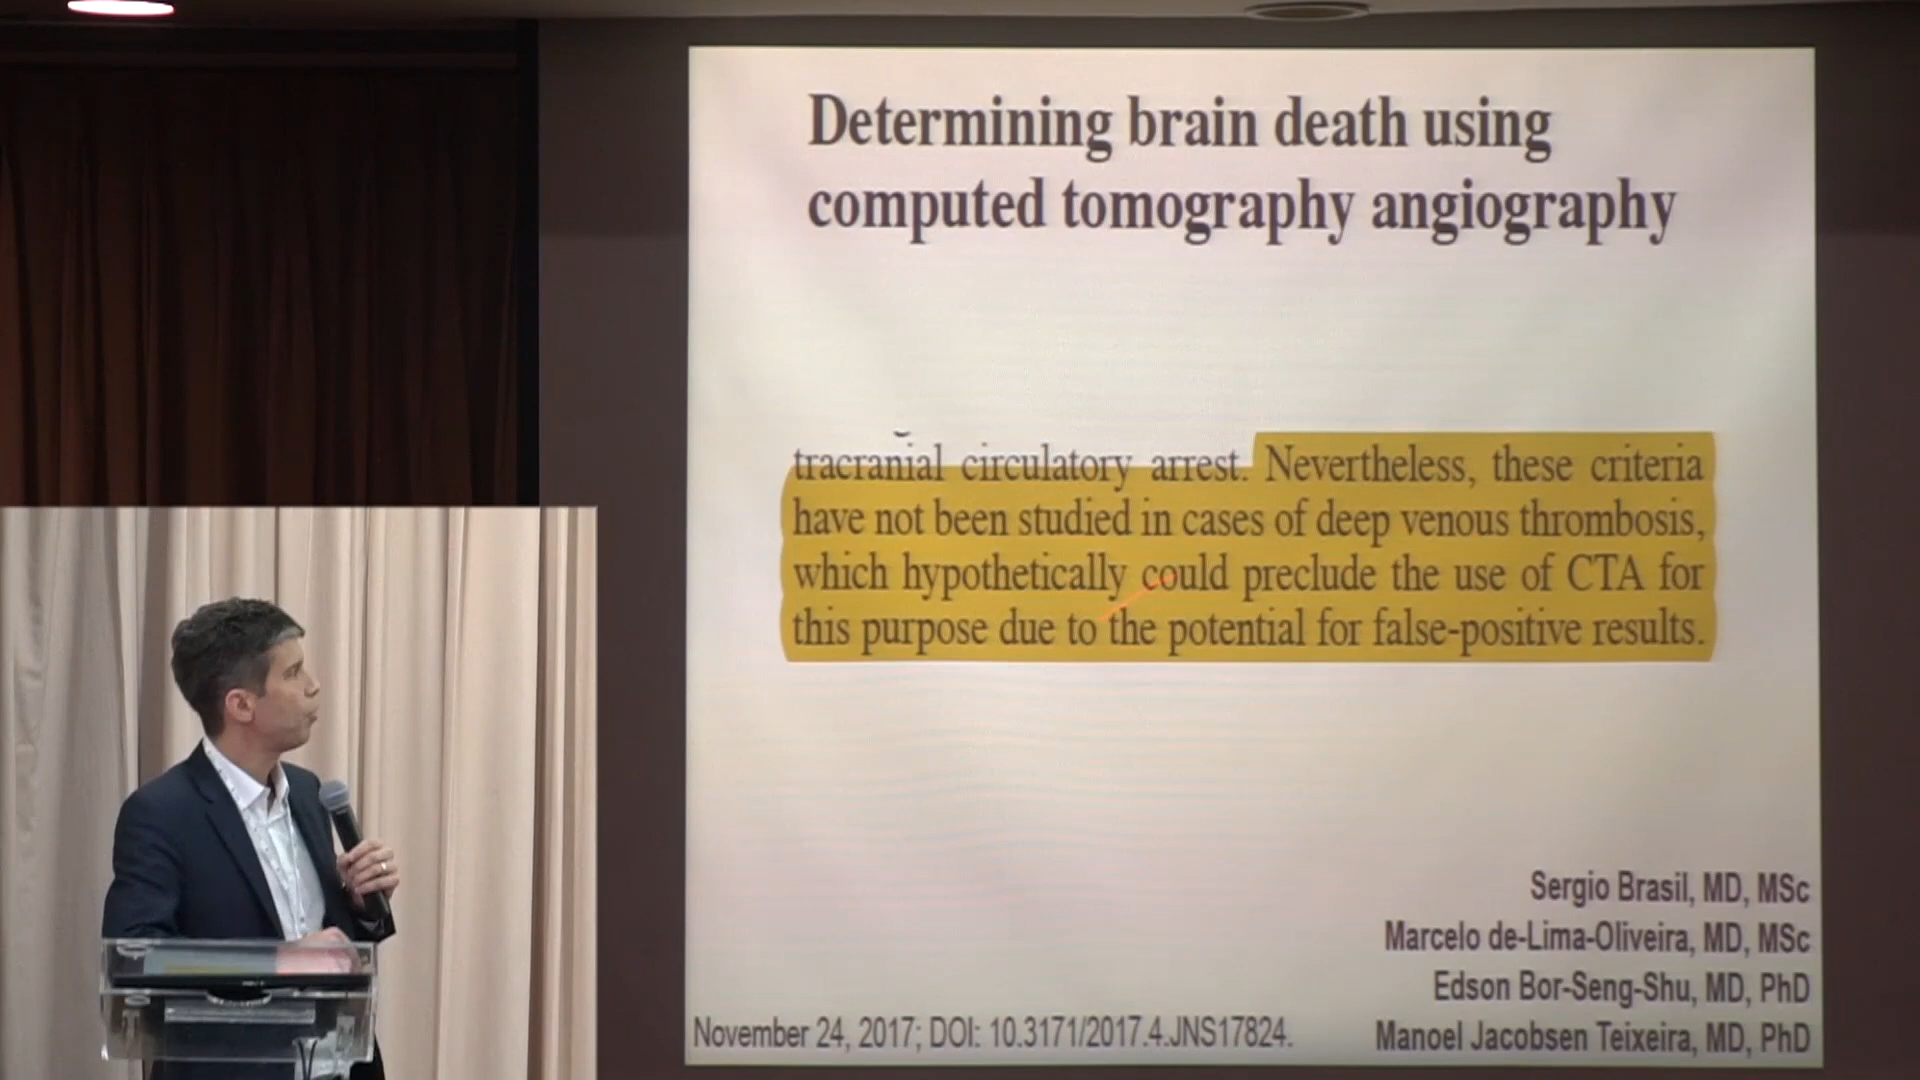 Determining brain death using
computed tomography angiography
tracranial circulatory arrest. Nevertheless, these criteria
have not been studied in cases of deep venous thrombosis,
which hypothetically could preclude the use of CTA for
this purpose due to the potential for false-positive results.
Sergio Brasil, MD, MSc
Marcelo de-Lima-Oliveira, MD, MSc
Edson Bor-Seng-Shu, MD, PhD
Manoel Jacobsen Teixeira, MD, PhD
November 24, 2017; DOI: 10.3171/2017.4.JNS17824.